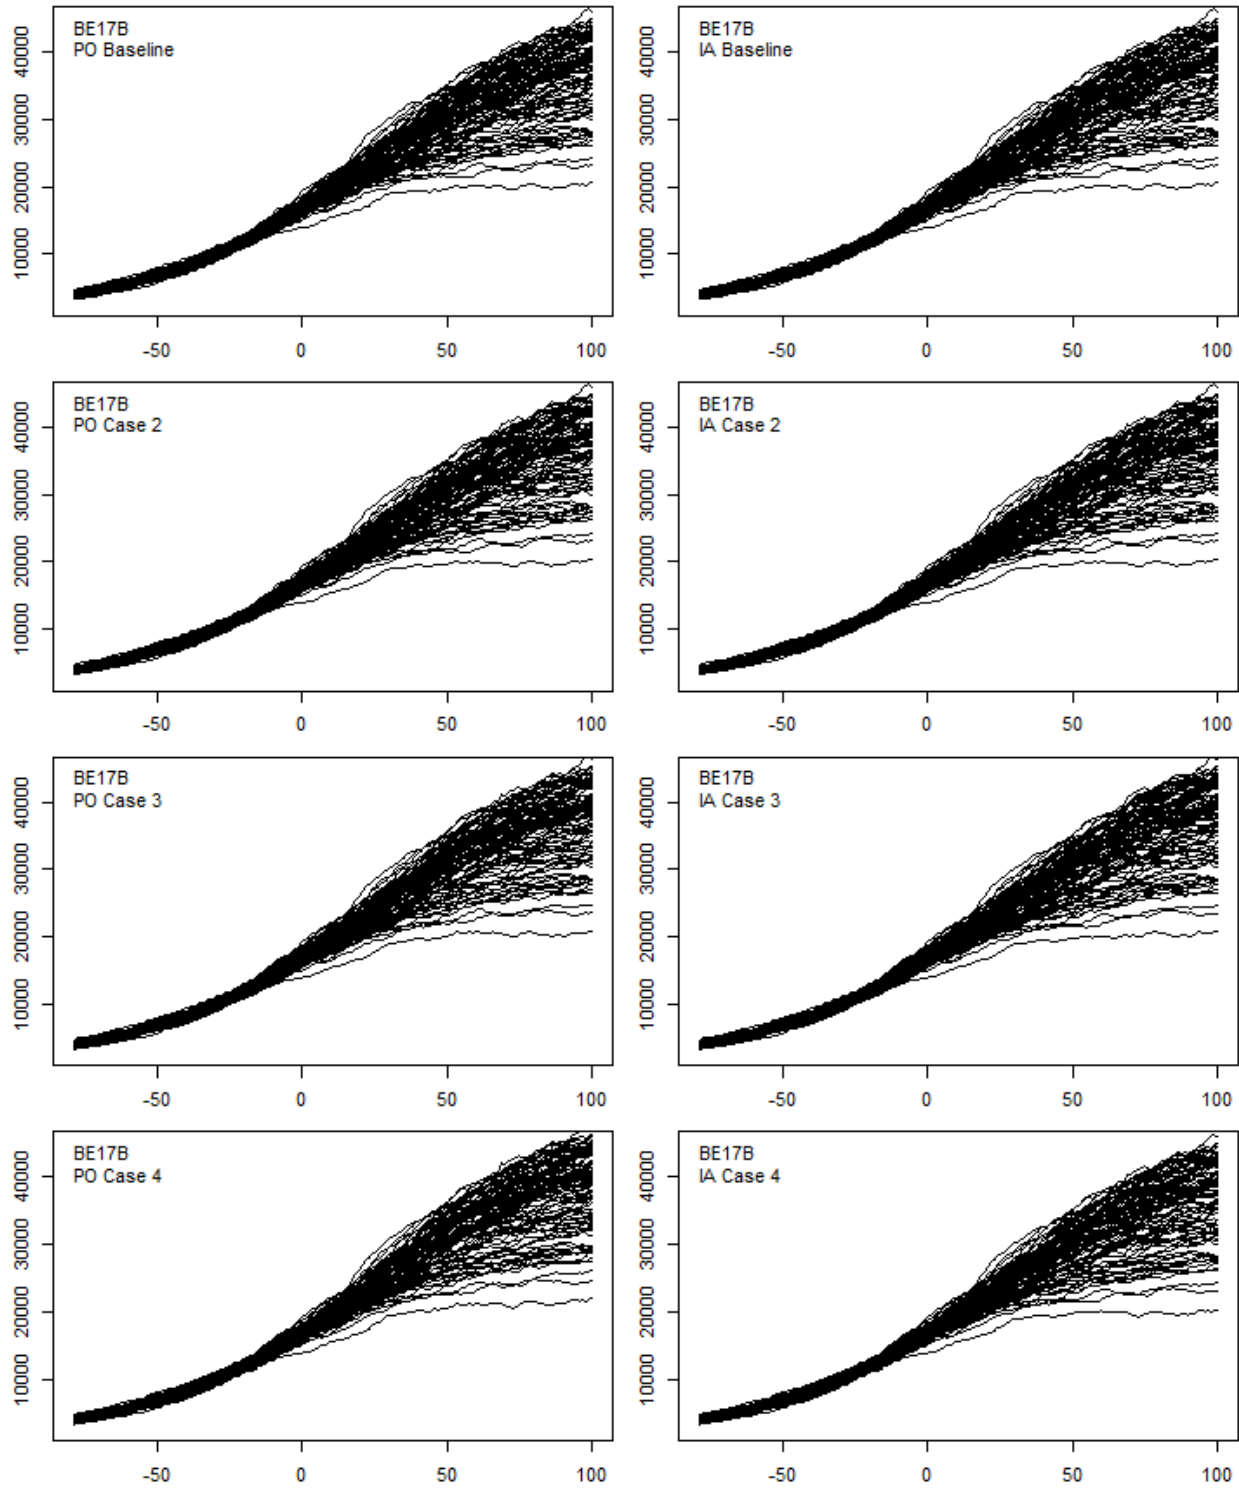 BE17B
PO Baseline
10000 20000 30000 40000
-50 0 50 100
BE17B
IA Baseline
10000 20000 30000 40000
-50 0 50 100
BE17B
PO Case 2
10000 20000 30000 40000
-50 0 50 100
BE17B
IA Case 2
10000 20000 30000 40000
-50 0 50 100
BE17B
PO Case 3
10000 20000 30000 40000
-50 0 50 100
BE17B
IA Case 3
10000 20000 30000 40000
-50 0 50 100
BE17B
PO Case 4
10000 20000 30000 40000
-50 0 50 100
BE17B
IA Case 4
10000 20000 30000 40000
-50 0 50 100